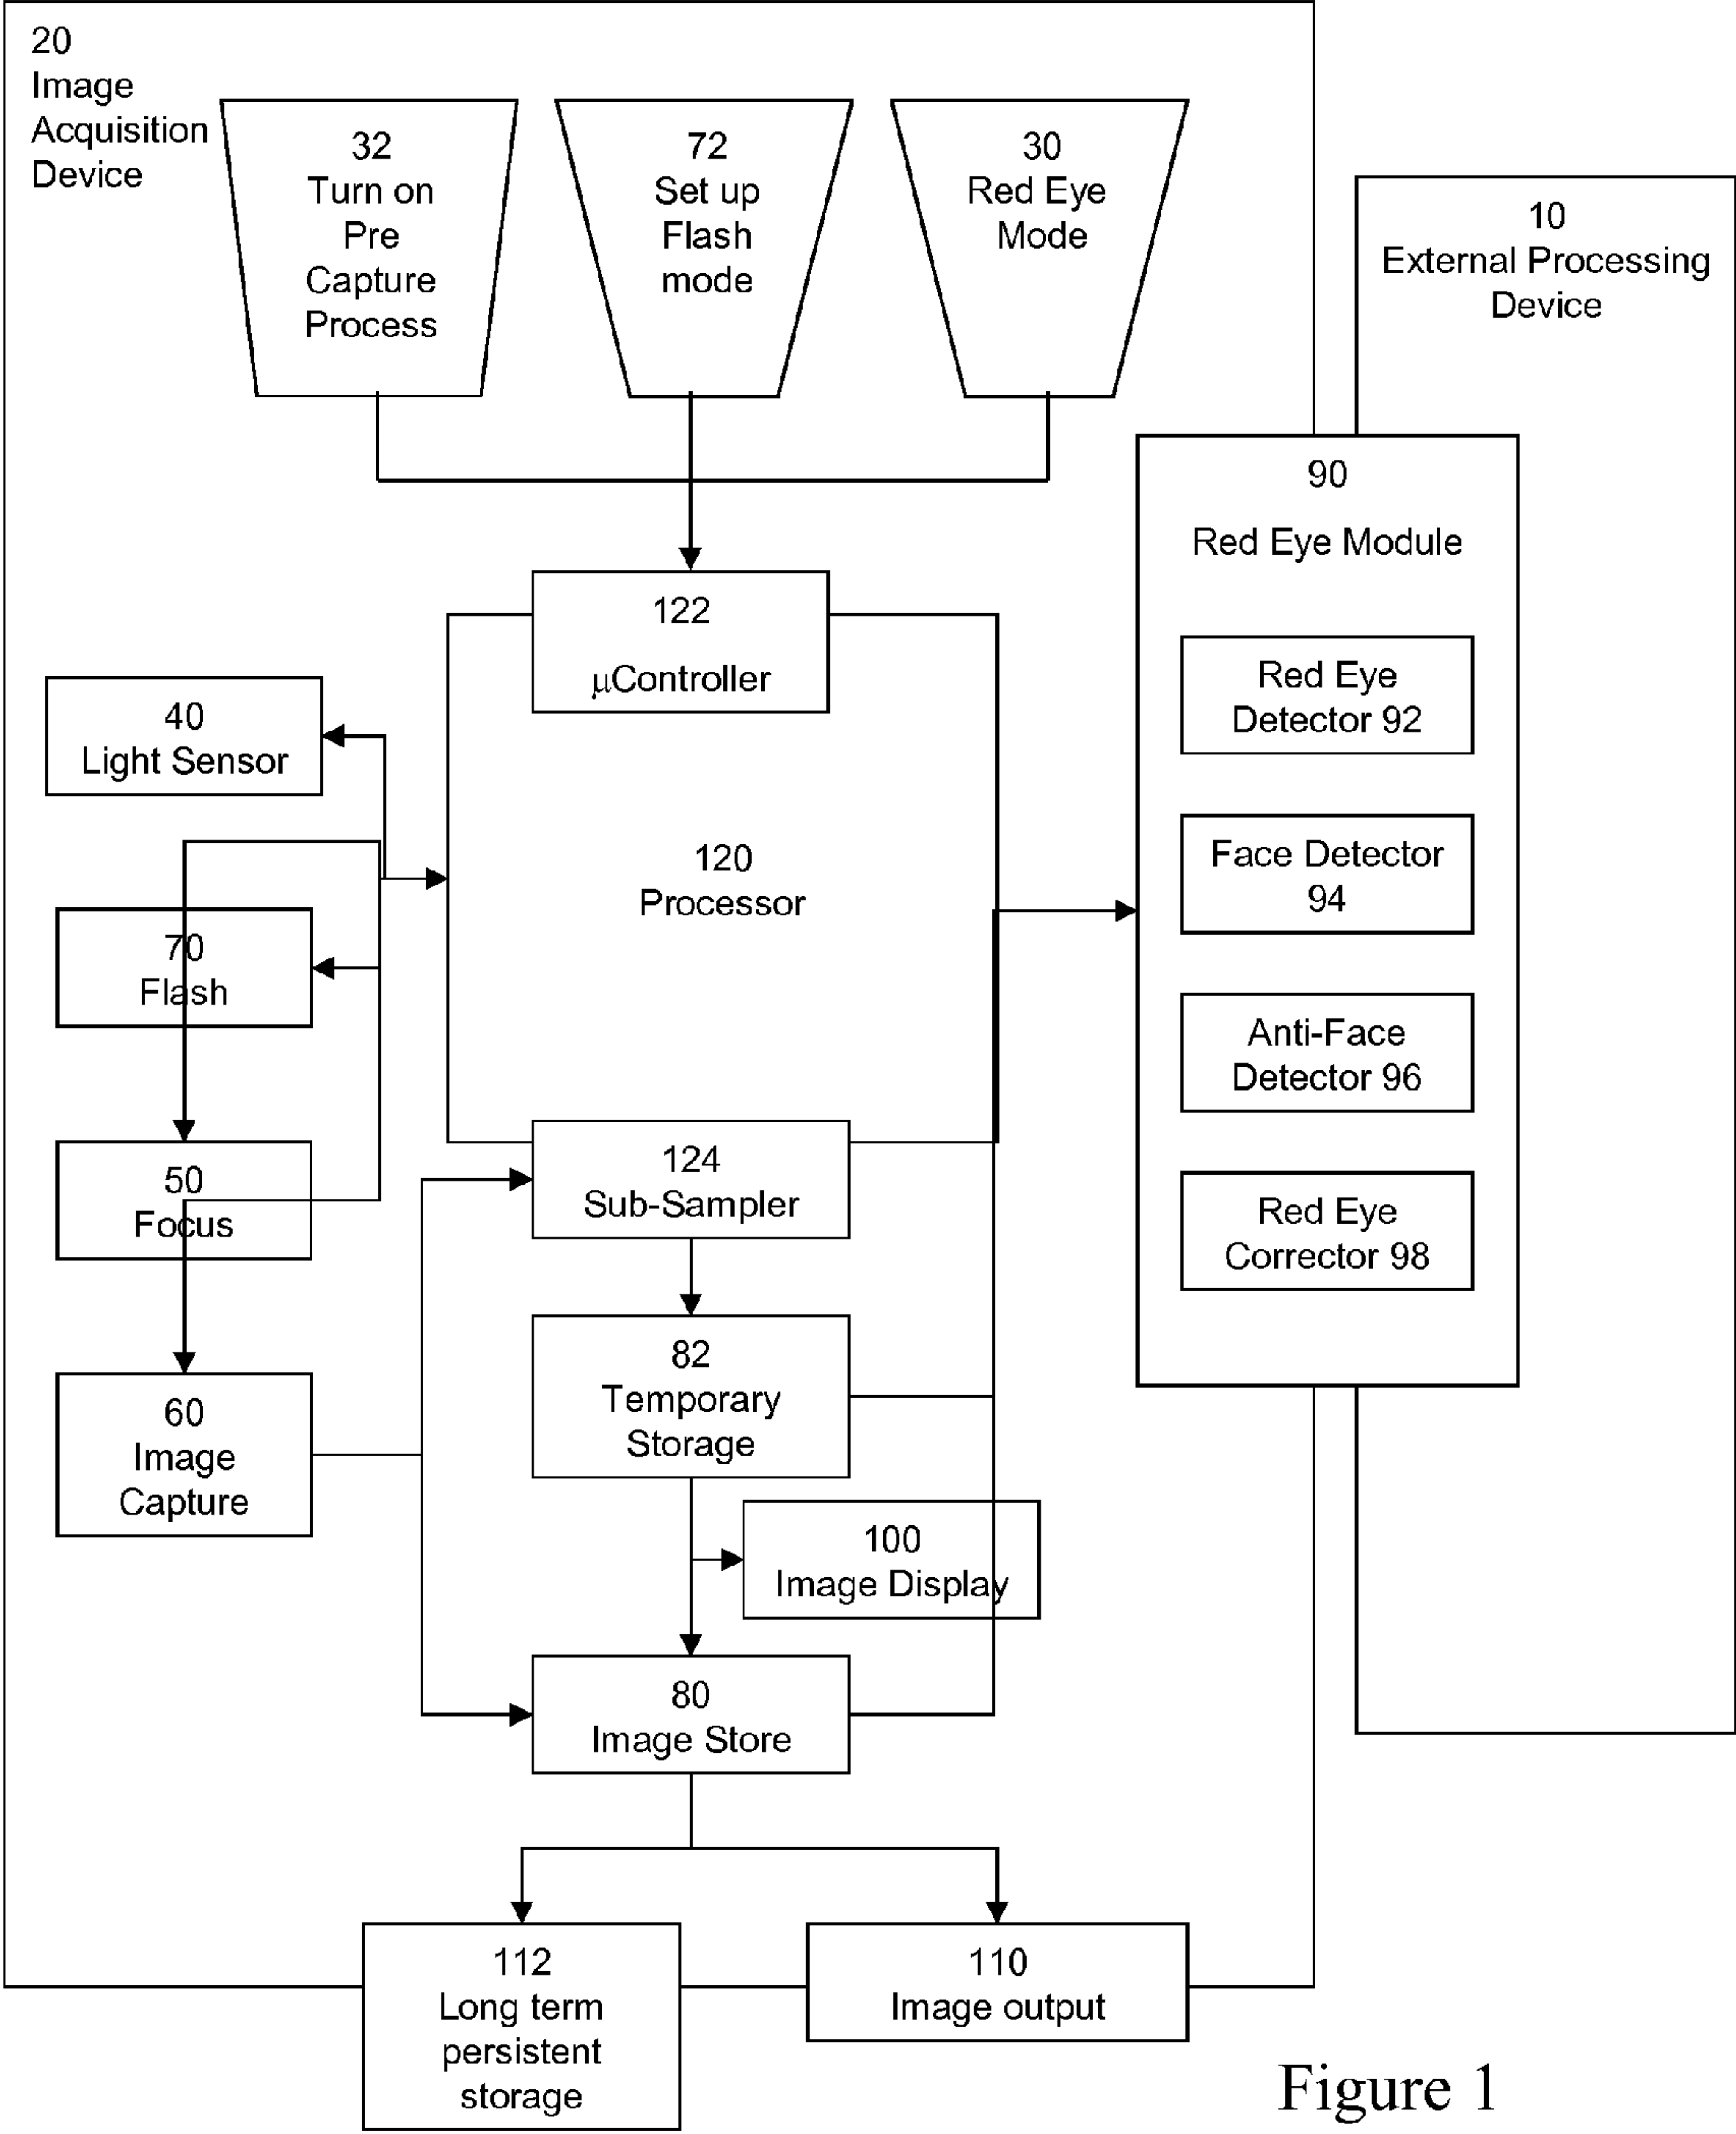 20
Image
Acquisition
Device
32
Turn on
Pre
Capture
Process
72
Set up
Flash
mode
30
Red Eye
Mode
10
External Processing
Device
90
Red Eye Module
122
µController
Red Eye
Detector 92
40
Light Sensor
120
Processor
Face Detector
94
70
Flash
Anti-Face
Detector 96
50
Focus
124
Sub-Sampler
Red Eye
Corrector 98
82
Temporary
Storage
60
Image
Capture
100
Image Display
80
Image Store
112
Long term
persistent
storage
110
Image output
Figure 1